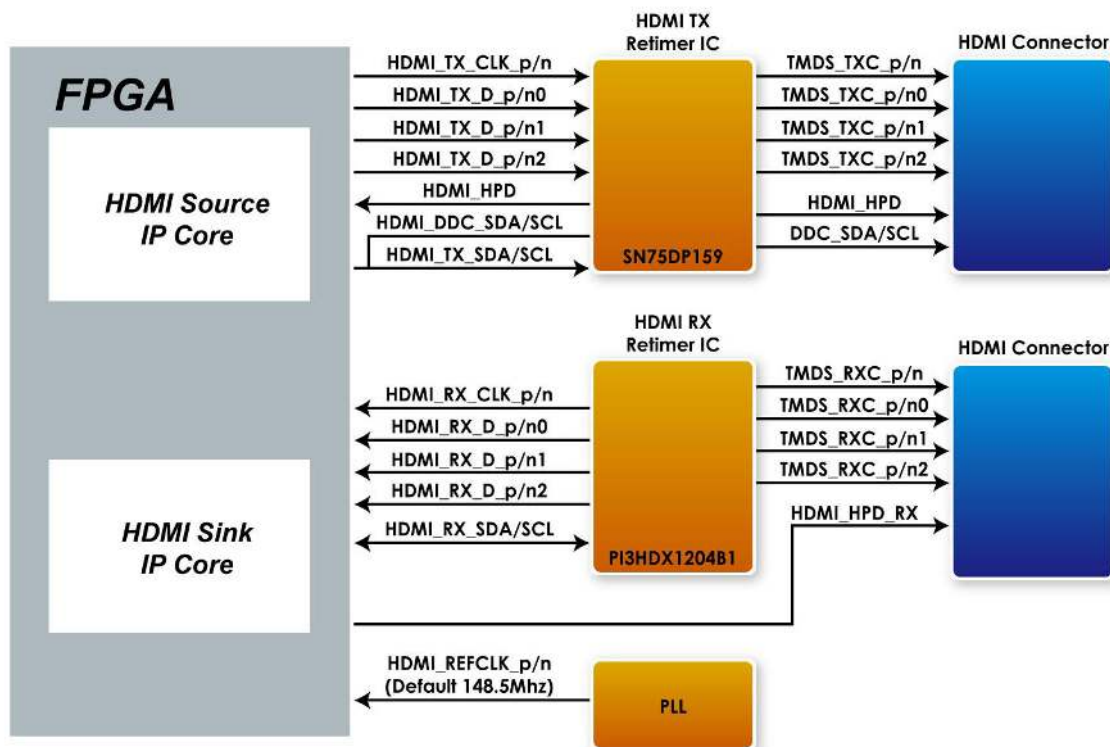 HDMI TX
Retimer IC
HDMI Connector
FPGA
HDMI Source
IP Core
HDMI_TX_CLK_p/n
HDMI_TX_D_p/n0
HDMI_TX_D_p/n1
HDMI_TX_D_p/n2
HDMI_HPD
HDMI_DDC_SDA/SCL
HDMI_TX_SDA/SCL
SN75DP159
TMDS_TXC_p/n
TMDS_TXC_p/n0
TMDS_TXC_p/n1
TMDS_TXC_p/n2
HDMI_HPD
DDC_SDA/SCL
HDMI RX
Retimer IC
HDMI Connector
HDMI Sink
IP Core
HDMI_RX_CLK_p/n
HDMI_RX_D_p/n0
HDMI_RX_D_p/n1
HDMI_RX_D_p/n2
HDMI_RX_SDA/SCL
PI3HDX1204B1
TMDS_RXC_p/n
TMDS_RXC_p/n0
TMDS_RXC_p/n1
TMDS_RXC_p/n2
HDMI_HPD_RX
HDMI_REFCLK_p/n
(Default 148.5Mhz)
PLL